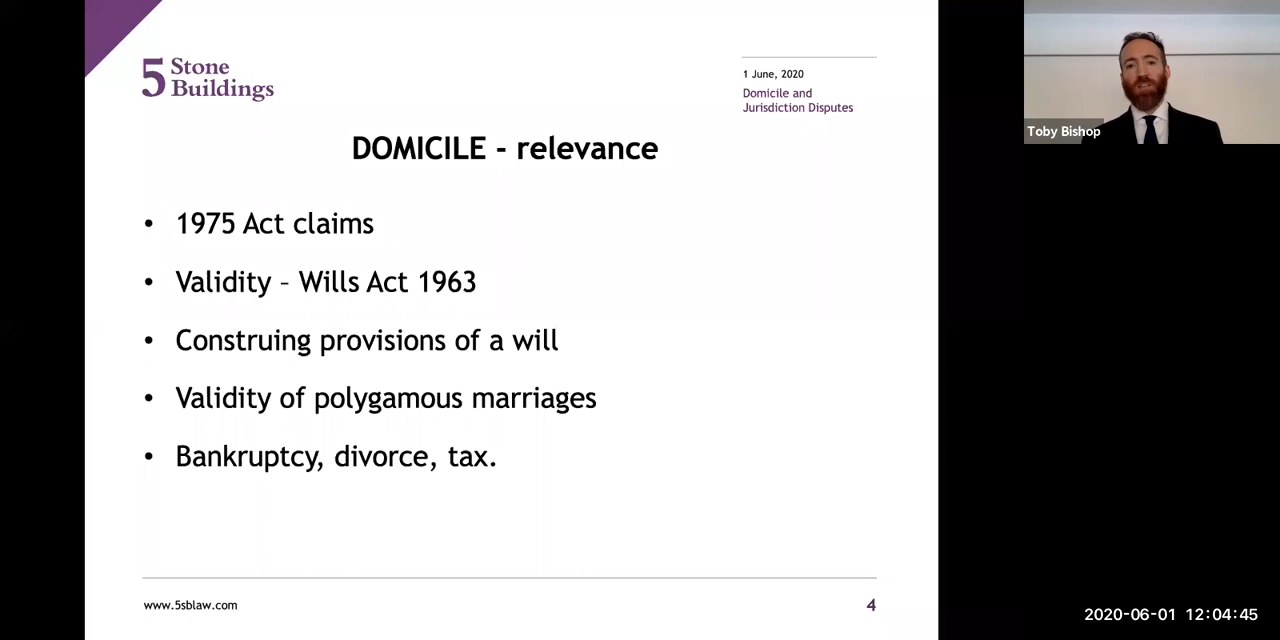 5 Stone
Buildings
1 June, 2020
Domicile and
Jurisdiction Disputes
DOMICILE - relevance
• 1975 Act claims
• Validity – Wills Act 1963
• Construing provisions of a will
• Validity of polygamous marriages
• Bankruptcy, divorce, tax.
www.5sblaw.com
4
Toby Bishop
2020-06-01 12:04:45